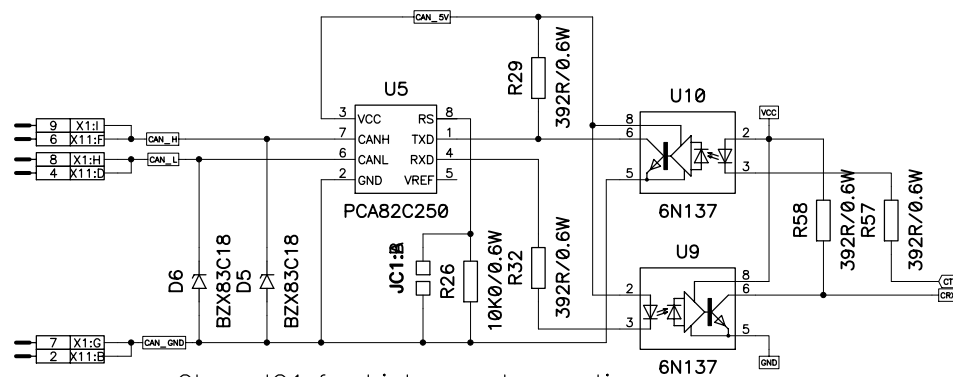 CAN_5V
R29
392R/0.6W
U5
3 VCC RS 8
7 CANH TXD 1
6 CANL RXD 4
2 GND VREF 5
PCA82C250
9 X1:I
6 X11:F
CAN_H
8 X1:H
4 X11:D
CAN_L
U10
8
6
5
2
3
6N137
VCC
R58
392R/0.6W
R57
392R/0.6W
D6
BZX83C18
D5
BZX83C18
R26
10K0/0.6W
R32
392R/0.6W
U9
2
3
8
6
5
6N137
CRX
GND
7 X1:G
2 X11:B
CAN_GND